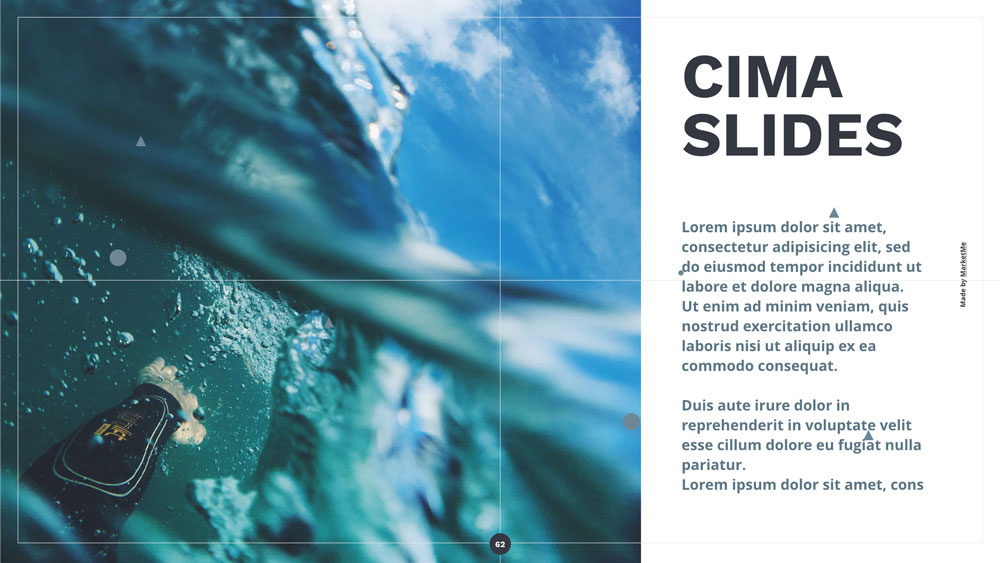 CIMA
SLIDES
Lorem ipsum dolor sit amet,
consectetur adipisicing elit, sed
do eiusmod tempor incididunt ut
labore et dolore magna aliqua.
Ut enim ad minim veniam, quis
nostrud exercitation ullamco
laboris nisi ut aliquip ex ea
commodo consequat.
Duis aute irure dolor in
reprehenderit in voluptate velit
esse cillum dolore eu fugiat nulla
pariatur.
Lorem ipsum dolor sit amet, cons
Made by MarketMe
62